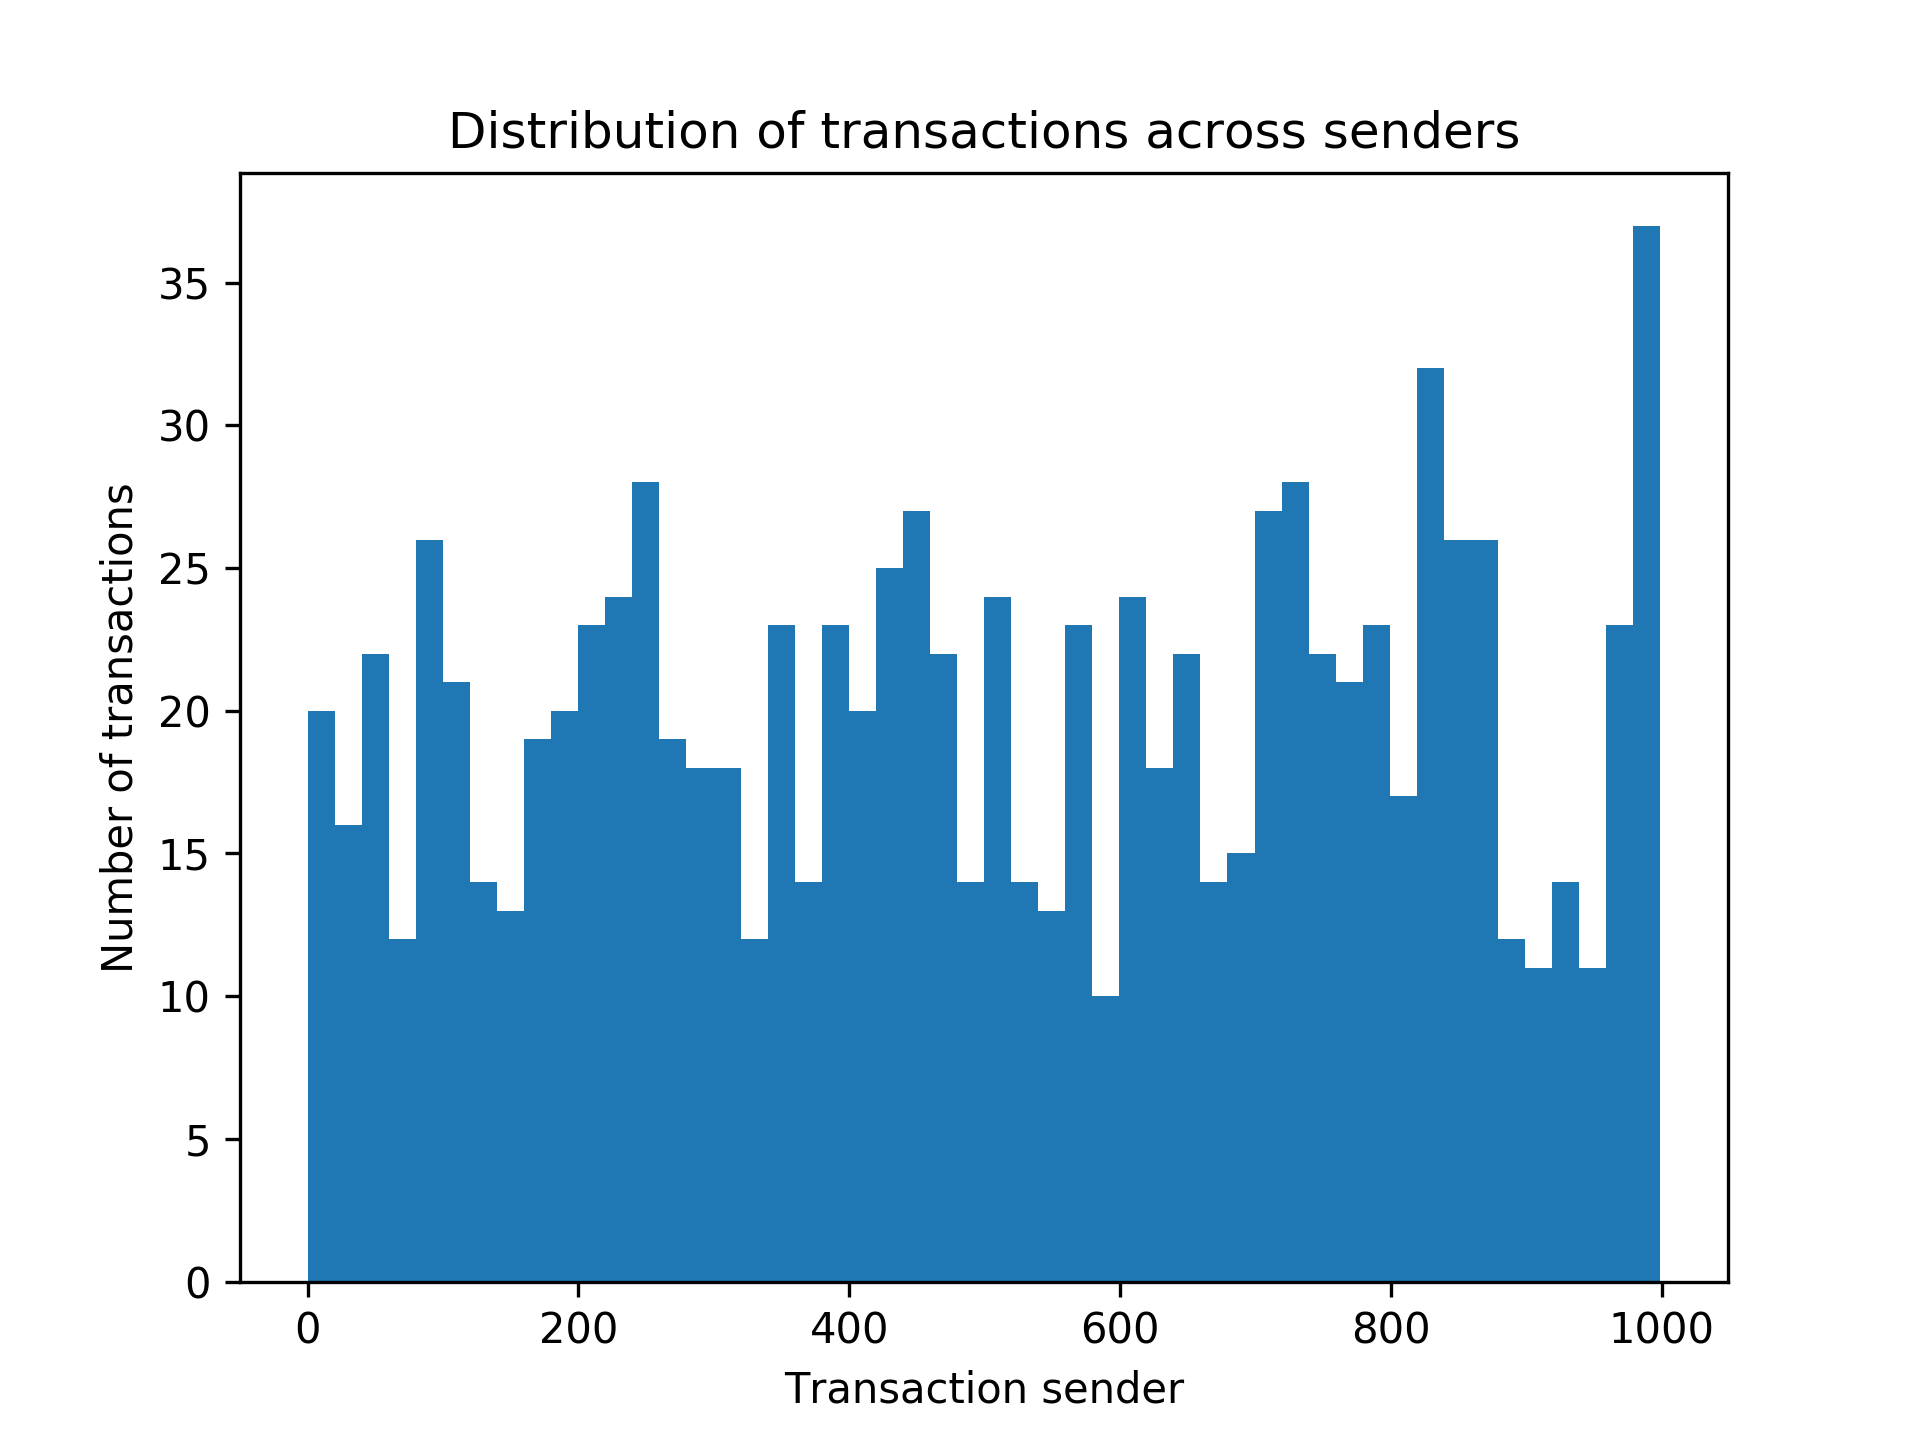 Distribution of transactions across senders
35
30
25
20
15
10
5
0
Number of transactions
0 200 400 600 800 1000
Transaction sender